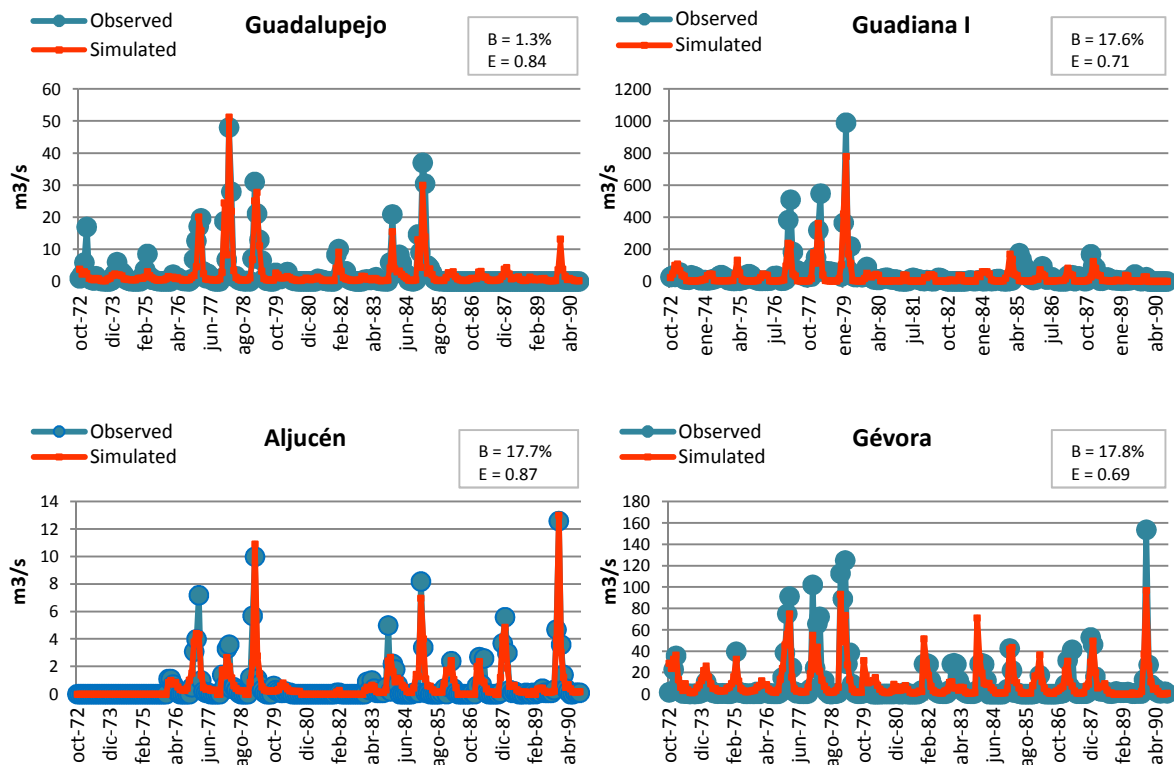 Observed
Simulated
Guadalupejo
B = 1.3%
E = 0.84
m3/s
60
50
40
30
20
10
0
oct-72
dic-73
feb-75
abr-76
jun-77
ago-78
oct-79
dic-80
feb-82
abr-83
jun-84
ago-85
oct-86
dic-87
feb-89
abr-90
Observed
Simulated
Guadiana I
B = 17.6%
E = 0.71
m3/s
1200
1000
800
600
400
200
0
oct-72
ene-74
abr-75
jul-76
oct-77
ene-79
abr-80
jul-81
oct-82
ene-84
abr-85
jul-86
oct-87
ene-89
abr-90
Observed
Simulated
Aljucén
B = 17.7%
E = 0.87
m3/s
14
12
10
8
6
4
2
0
oct-72
dic-73
feb-75
abr-76
jun-77
ago-78
oct-79
dic-80
feb-82
abr-83
jun-84
ago-85
oct-86
dic-87
feb-89
abr-90
Observed
Simulated
Gévora
B = 17.8%
E = 0.69
m3/s
180
160
140
120
100
80
60
40
20
0
oct-72
dic-73
feb-75
abr-76
jun-77
ago-78
oct-79
dic-80
feb-82
abr-83
jun-84
ago-85
oct-86
dic-87
feb-89
abr-90